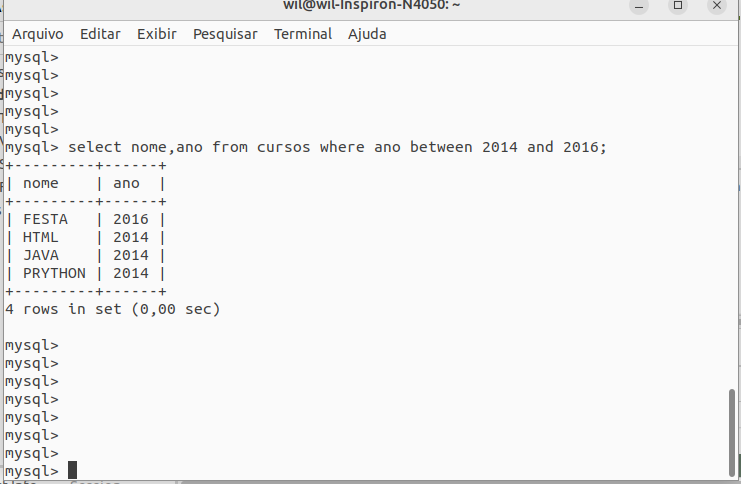 wil@wil-Inspiron-N4050: ~
Arquivo Editar Exibir Pesquisar Terminal Ajuda
mysql>
mysql>
mysql>
mysql>
mysql>
mysql> select nome,ano from cursos where ano between 2014 and 2016;
+---------+------+
| nome    | ano  |
+---------+------+
| FESTA   | 2016 |
| HTML    | 2014 |
| JAVA    | 2014 |
| PRYTHON | 2014 |
+---------+------+
4 rows in set (0,00 sec)
mysql>
mysql>
mysql>
mysql>
mysql>
mysql>
mysql>
mysql>